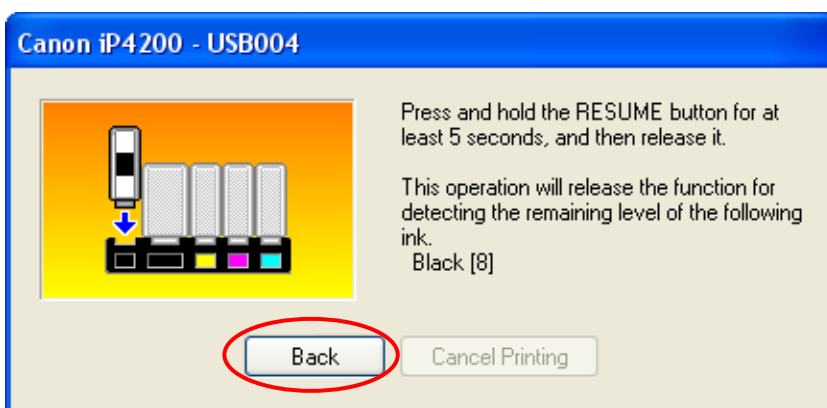 Canon iP4200 - USB004
Press and hold the RESUME button for at
least 5 seconds, and then release it.
This operation will release the function for
detecting the remaining level of the following
ink.
Black [8]
Back
Cancel Printing